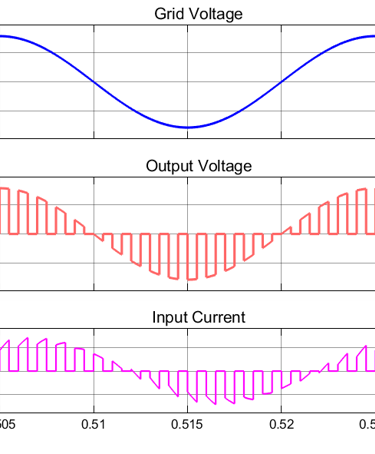 Grid Voltage
Output Voltage
Input Current
505 0.51 0.515 0.52 0.5